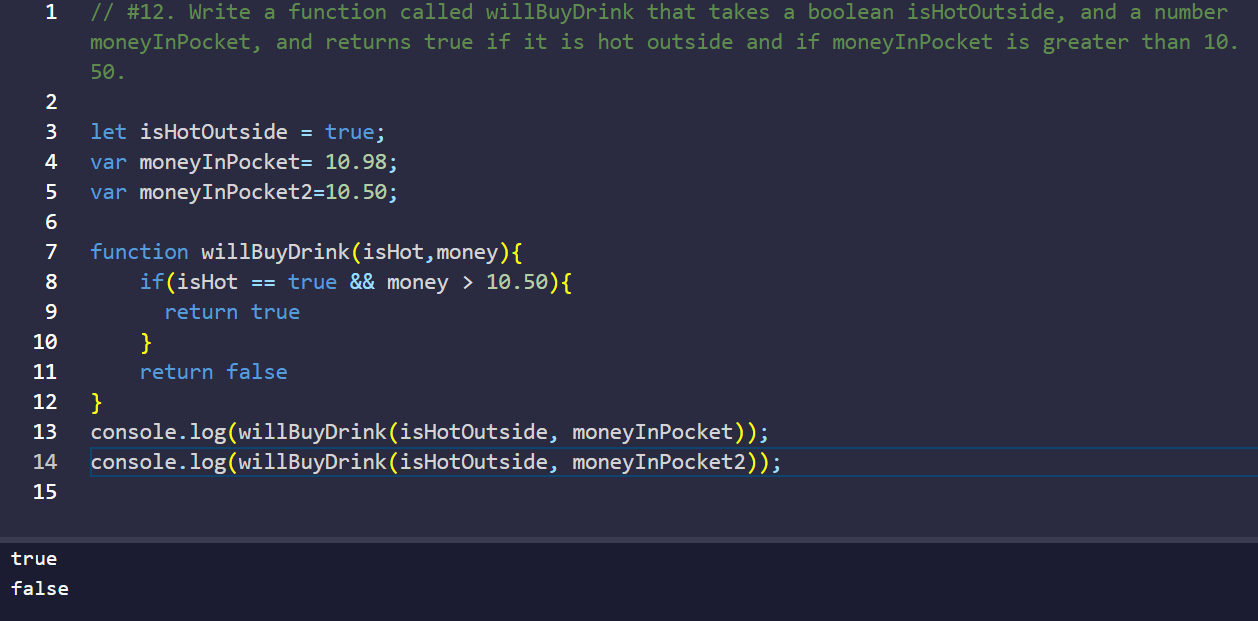 1 // #12. Write a function called willBuyDrink that takes a boolean isHotOutside, and a number
moneyInPocket, and returns true if it is hot outside and if moneyInPocket is greater than 10.
50.
2
3 let isHotOutside = true;
4 var moneyInPocket= 10.98;
5 var moneyInPocket2=10.50;
6
7 function willBuyDrink(isHot,money){
8     if(isHot == true && money > 10.50){
9       return true
10     }
11     return false
12 }
13 console.log(willBuyDrink(isHotOutside, moneyInPocket));
14 console.log(willBuyDrink(isHotOutside, moneyInPocket2));
15
true
false